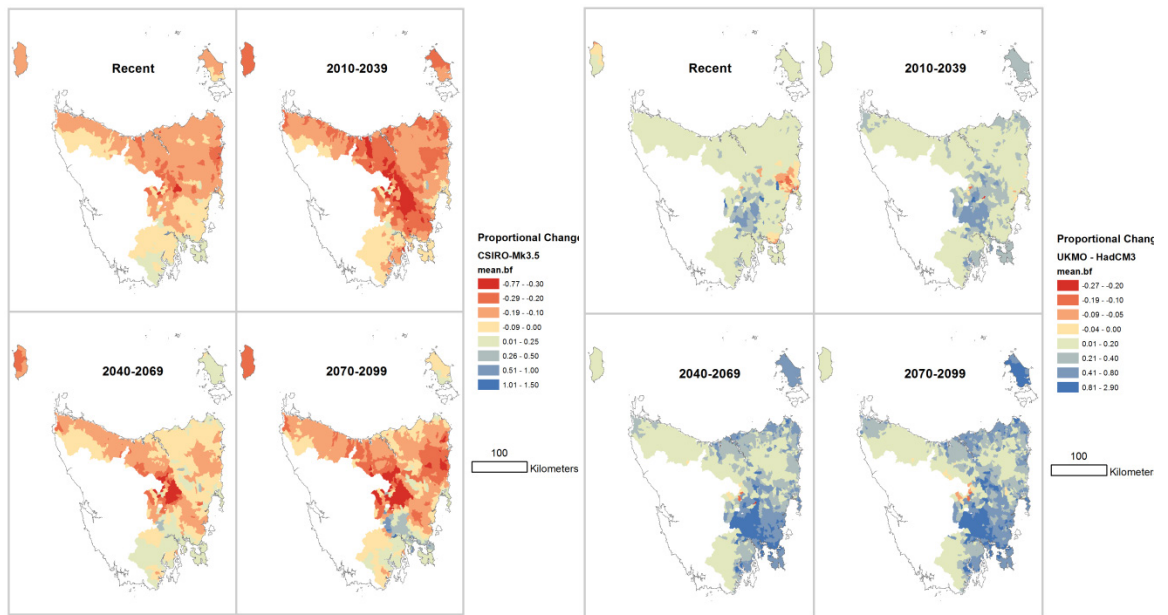 Recent
2010-2039
2040-2069
2070-2099
Proportional Change
CSIRO-Mk3.5
mean.bf
-0.77 - -0.30
-0.29 - -0.20
-0.19 - -0.10
-0.09 - 0.00
0.01 - 0.25
0.26 - 0.50
0.51 - 1.00
1.01 - 1.50
100
Kilometers
Recent
2010-2039
2040-2069
2070-2099
Proportional Change
UKMO - HadCM3
mean.bf
-0.27 - -0.20
-0.19 - -0.10
-0.09 - -0.05
-0.04 - 0.00
0.01 - 0.20
0.21 - 0.40
0.41 - 0.80
0.81 - 2.90
100
Kilometers